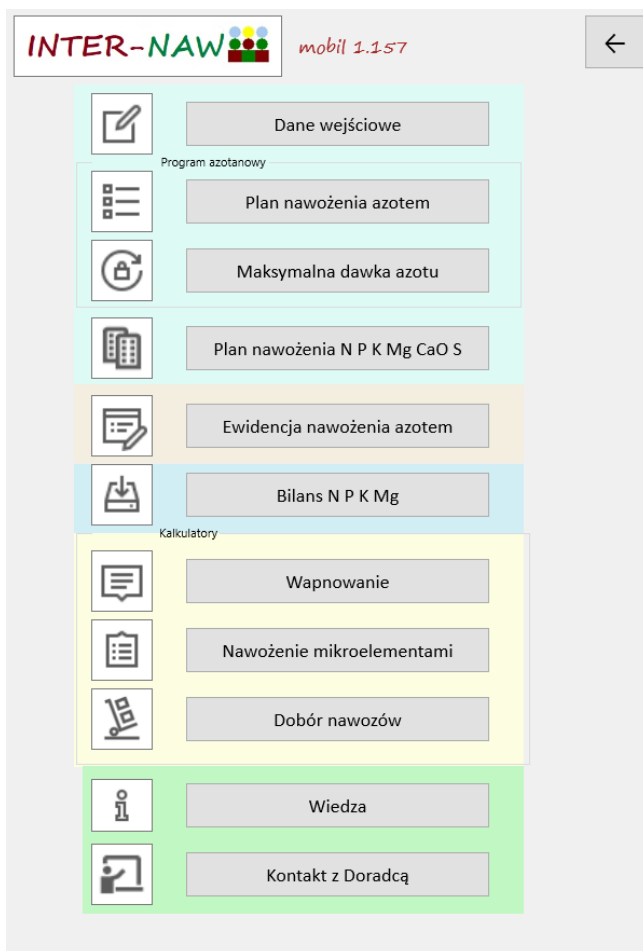 INTER-NAW
mobil 1.157
Dane wejściowe
Program azotanowy
Plan nawożenia azotem
Maksymalna dawka azotu
Plan nawożenia N P K Mg CaO S
Ewidencja nawożenia azotem
Bilans N P K Mg
Kalkulatory
Wapnowanie
Nawożenie mikroelementami
Dobór nawozów
Wiedza
Kontakt z Doradcą